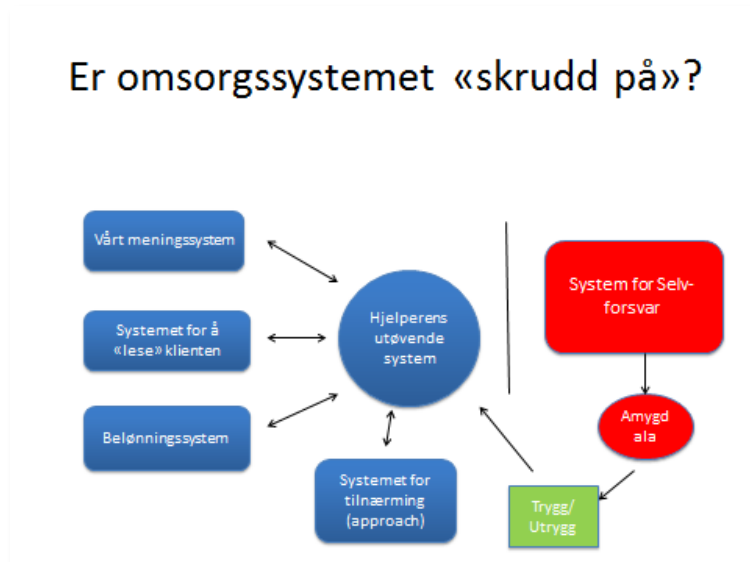 Er omsorgssystemet «skrudd på»?
Vårt meningssystem
Systemet for å
«lese» klienten
Belønningssystem
Hjelperens
utøvende
system
Systemet for
tilnærming
(approach)
System for Selv-
forsvar
Amygd
ala
Trygg/
Utrygg